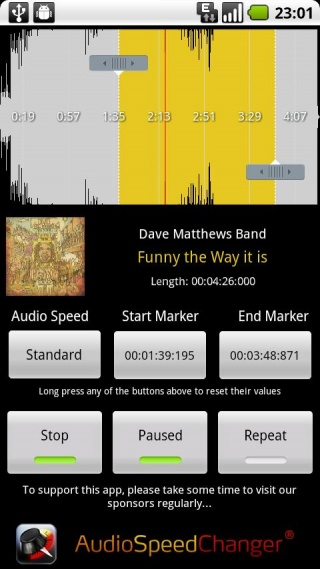 E 23:01
0:19 0:57 1:35 2:13 2:51 3:29 4:07
Dave Matthews Band
Funny the Way it is
Length: 00:04:26:000
Audio Speed Start Marker End Marker
Standard 00:01:39:195 00:03:48:871
Long press any of the buttons above to reset their values
Stop Paused Repeat
To support this app, please take some time to visit our
sponsors regularly...
AudioSpeedChanger®